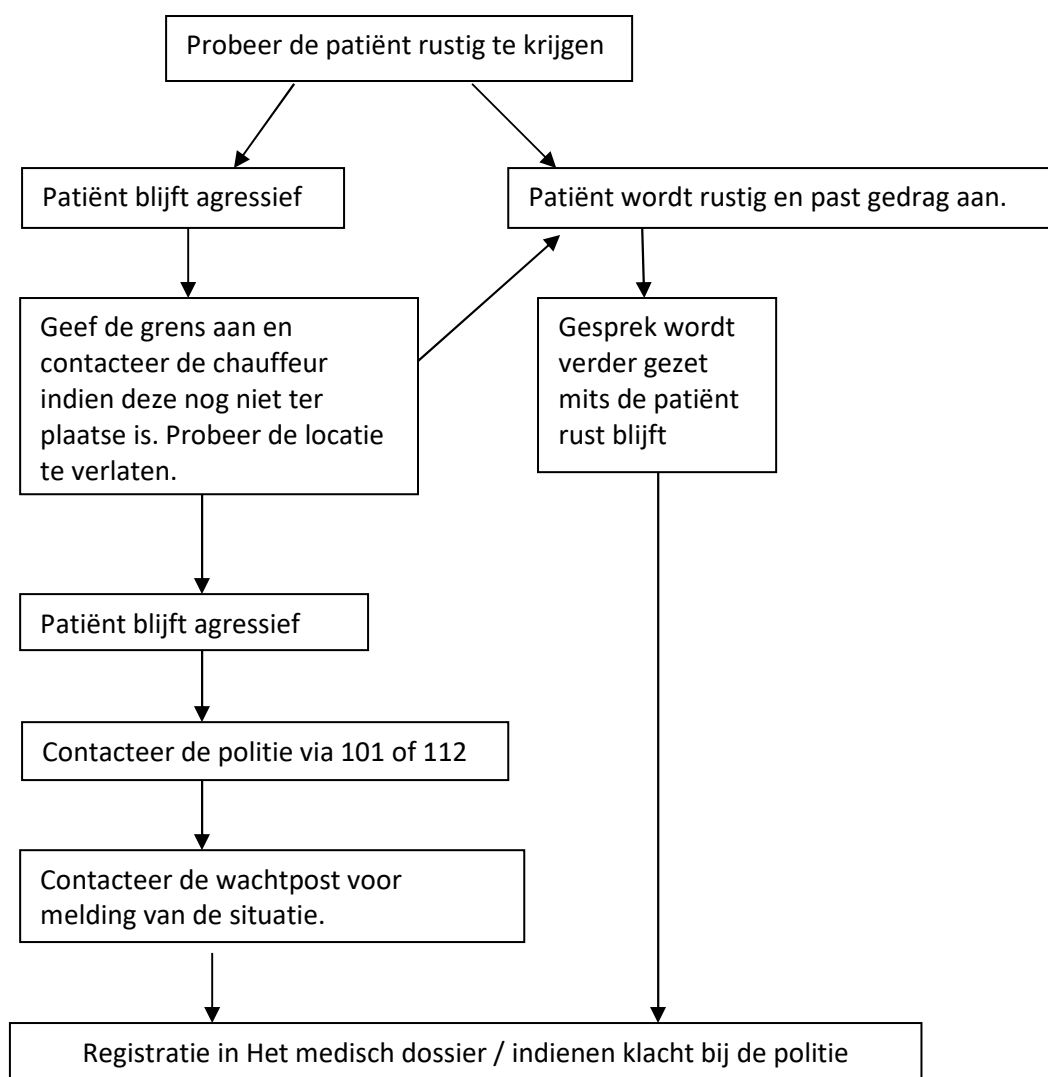 Probeer de patiënt rustig te krijgen
Patiënt blijft agressief
Patiënt wordt rustig en past gedrag aan.
Geef de grens aan en
contacteer de chauffeur
indien deze nog niet ter
plaatse is. Probeer de locatie
te verlaten.
Gesprek wordt
verder gezet
mits de patiënt
rust blijft
Patiënt blijft agressief
Contacteer de politie via 101 of 112
Contacteer de wachtpost voor
melding van de situatie.
Registratie in Het medisch dossier / indienen klacht bij de politie